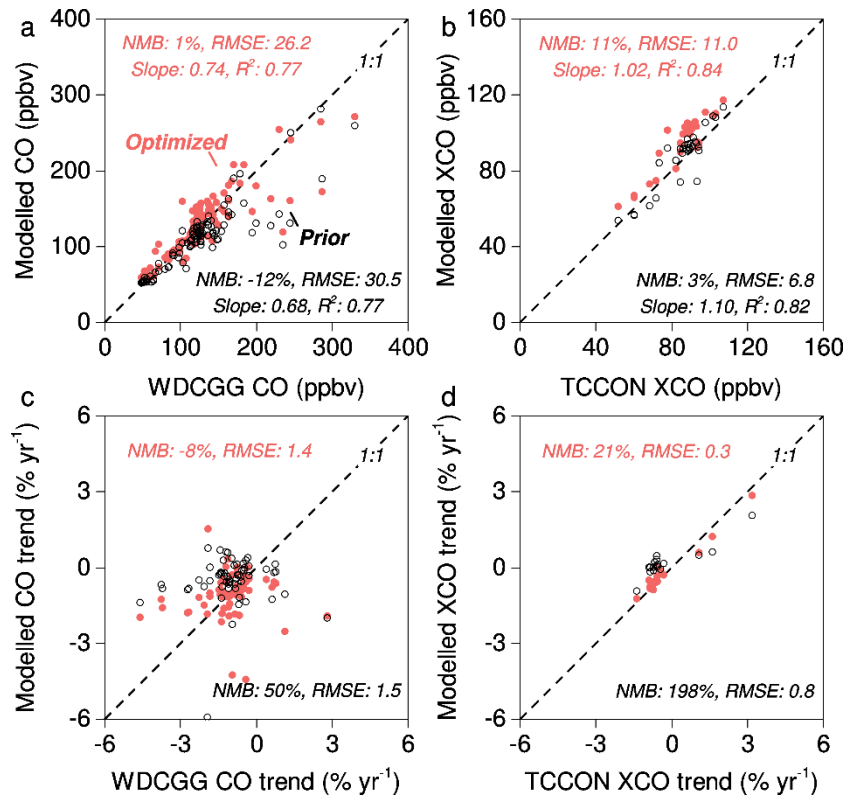 a
400
300
200
100
0
Modelled CO (ppbv)
NMB: 1%, RMSE: 26.2
Slope: 0.74, R²: 0.77
1:1
Optimized
Prior
NMB: -12%, RMSE: 30.5
Slope: 0.68, R²: 0.77
0 100 200 300 400
WDCGG CO (ppbv)
b
160
120
80
40
0
Modelled XCO (ppbv)
NMB: 11%, RMSE: 11.0
Slope: 1.02, R²: 0.84
1:1
NMB: 3%, RMSE: 6.8
Slope: 1.10, R²: 0.82
0 40 80 120 160
TCCON XCO (ppbv)
c
6
3
0
-3
-6
Modelled CO trend (% yr⁻¹)
NMB: -8%, RMSE: 1.4
1:1
NMB: 50%, RMSE: 1.5
-6 -3 0 3 6
WDCGG CO trend (% yr⁻¹)
d
6
3
0
-3
-6
Modelled XCO trend (% yr⁻¹)
NMB: 21%, RMSE: 0.3
1:1
NMB: 198%, RMSE: 0.8
-6 -3 0 3 6
TCCON XCO trend (% yr⁻¹)